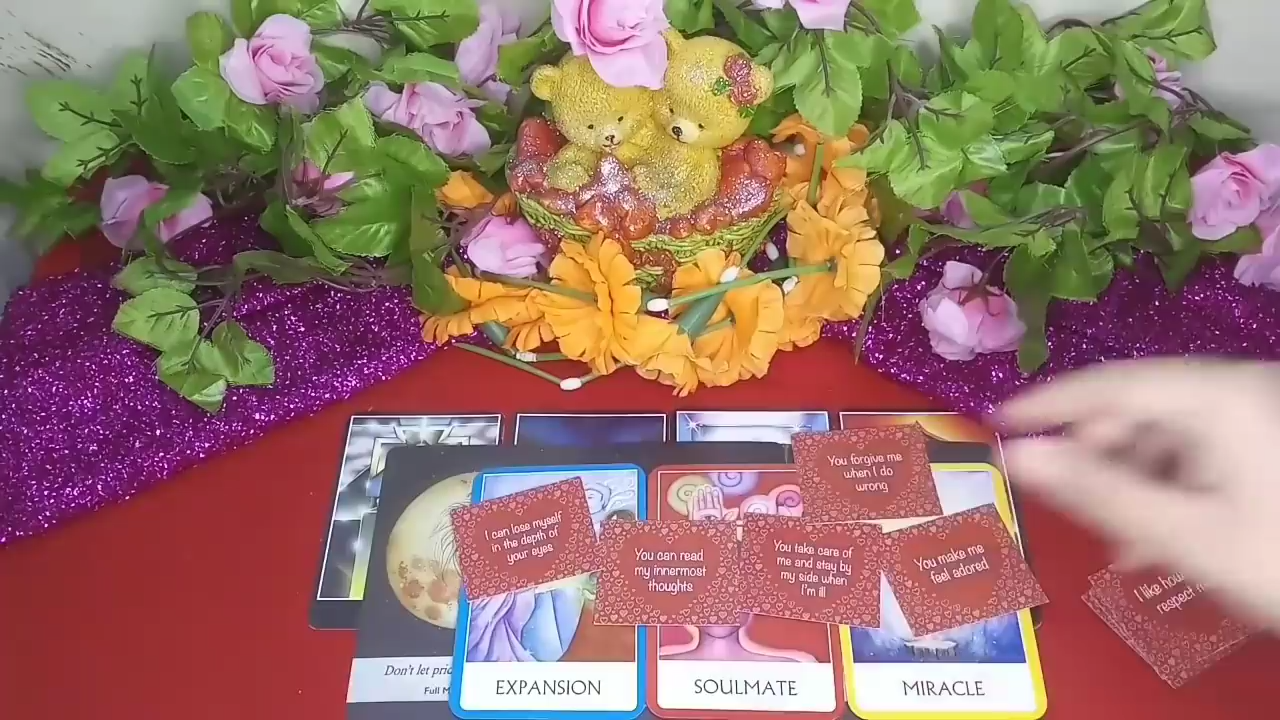 You forgive me
when I do
wrong
I can lose myself
in the depth of
your eyes
You can read
my innermost
thoughts
You take care of
me and stay by
my side when
I'm ill
You make me
feel adored
I like
respect
Don't let
Full
EXPANSION
SOULMATE
MIRACLE